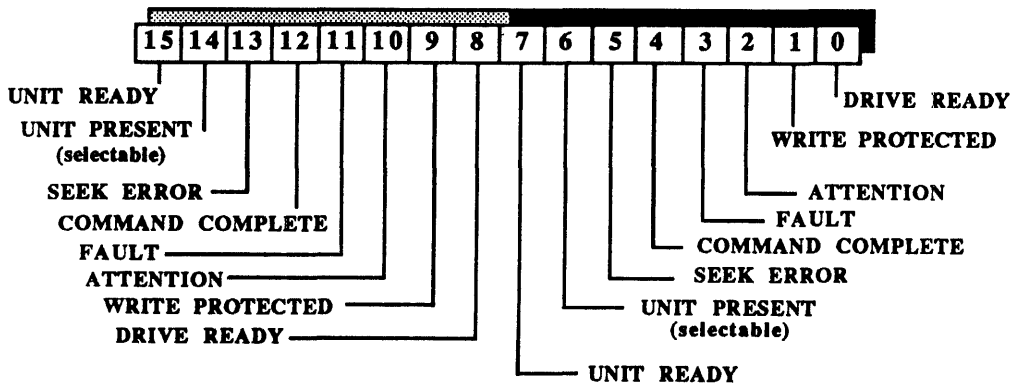 15 14 13 12 11 10 9 8 7 6 5 4 3 2 1 0
UNIT READY
DRIVE READY
UNIT PRESENT
(selectable)
WRITE PROTECTED
SEEK ERROR
ATTENTION
COMMAND COMPLETE
FAULT
FAULT
COMMAND COMPLETE
ATTENTION
SEEK ERROR
WRITE PROTECTED
UNIT PRESENT
(selectable)
DRIVE READY
UNIT READY